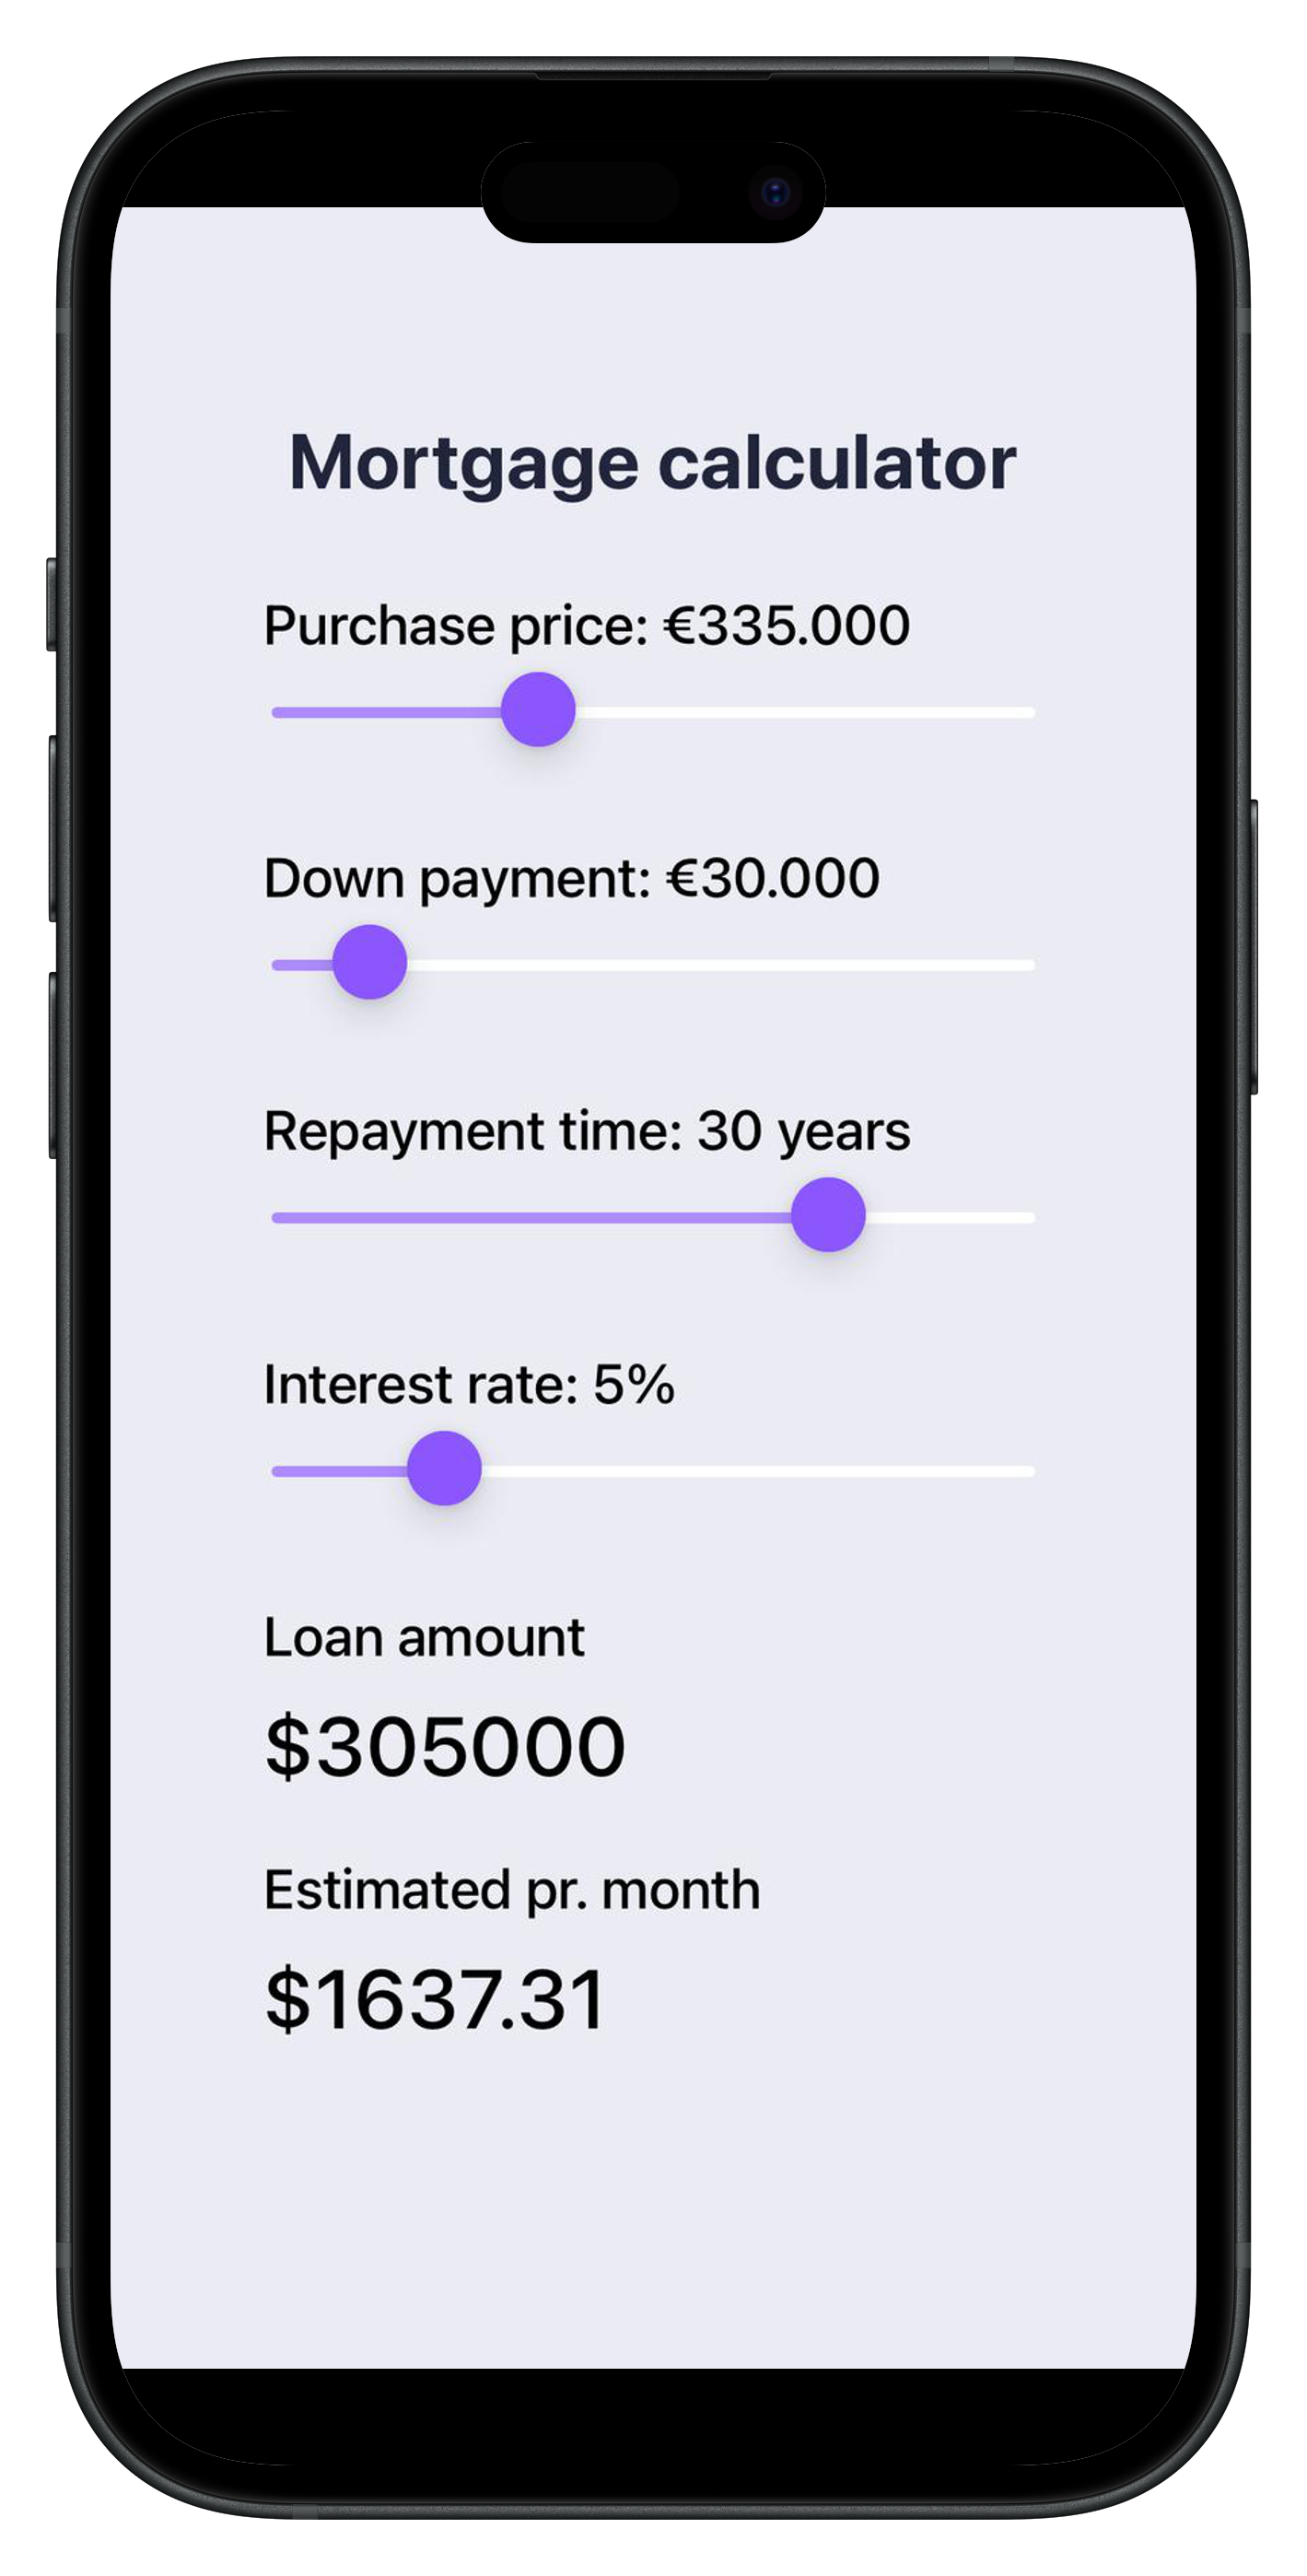 Mortgage calculator
Purchase price: €335.000
Down payment: €30.000
Repayment time: 30 years
Interest rate: 5%
Loan amount
$305000
Estimated pr. month
$1637.31